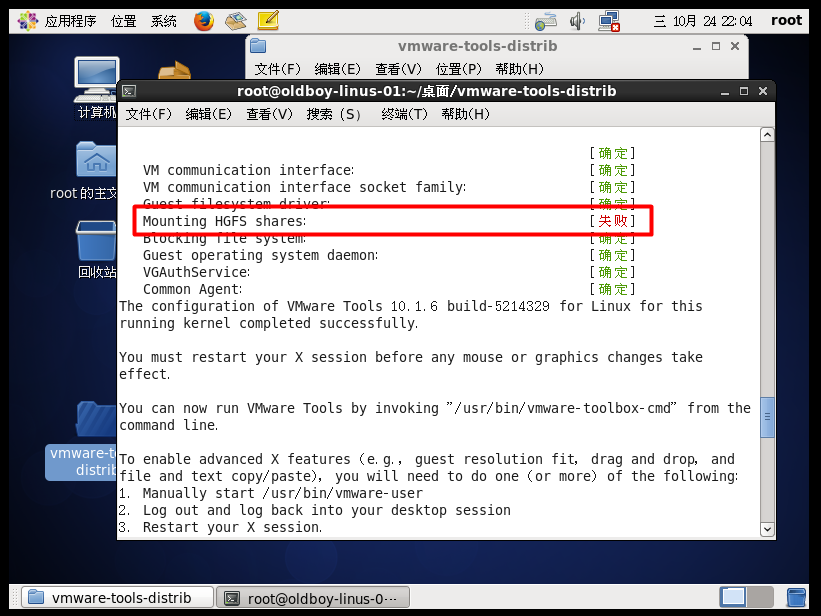 应用程序 位置 系统 三 10月 24 22:04 root
vmware-tools-distrib
文件(F) 编辑(E) 查看(V) 位置(P) 帮助(H)
计算机
root 的主文
回收站
vmware-to
distrib
root@oldboy-linus-01:~/桌面/vmware-tools-distrib
文件(F) 编辑(E) 查看(V) 搜索 (S) 终端(T) 帮助(H)
[确定]
VM communication interface: [确定]
VM communication interface socket family: [确定]
Guest filesystem driver: [确定]
Mounting HGFS shares: [失败]
Blocking file system: [确定]
Guest operating system daemon: [确定]
VGAuthService: [确定]
Common Agent: [确定]
The configuration of VMware Tools 10.1.6 build-5214329 for Linux for this
running kernel completed successfully.
You must restart your X session before any mouse or graphics changes take
effect.
You can now run VMware Tools by invoking "/usr/bin/vmware-toolbox-cmd" from the
command line.
To enable advanced X features (e.g., guest resolution fit, drag and drop, and
file and text copy/paste), you will need to do one (or more) of the following:
1. Manually start /usr/bin/vmware-user
2. Log out and log back into your desktop session
3. Restart your X session.
vmware-tools-distrib
root@oldboy-linus-0···